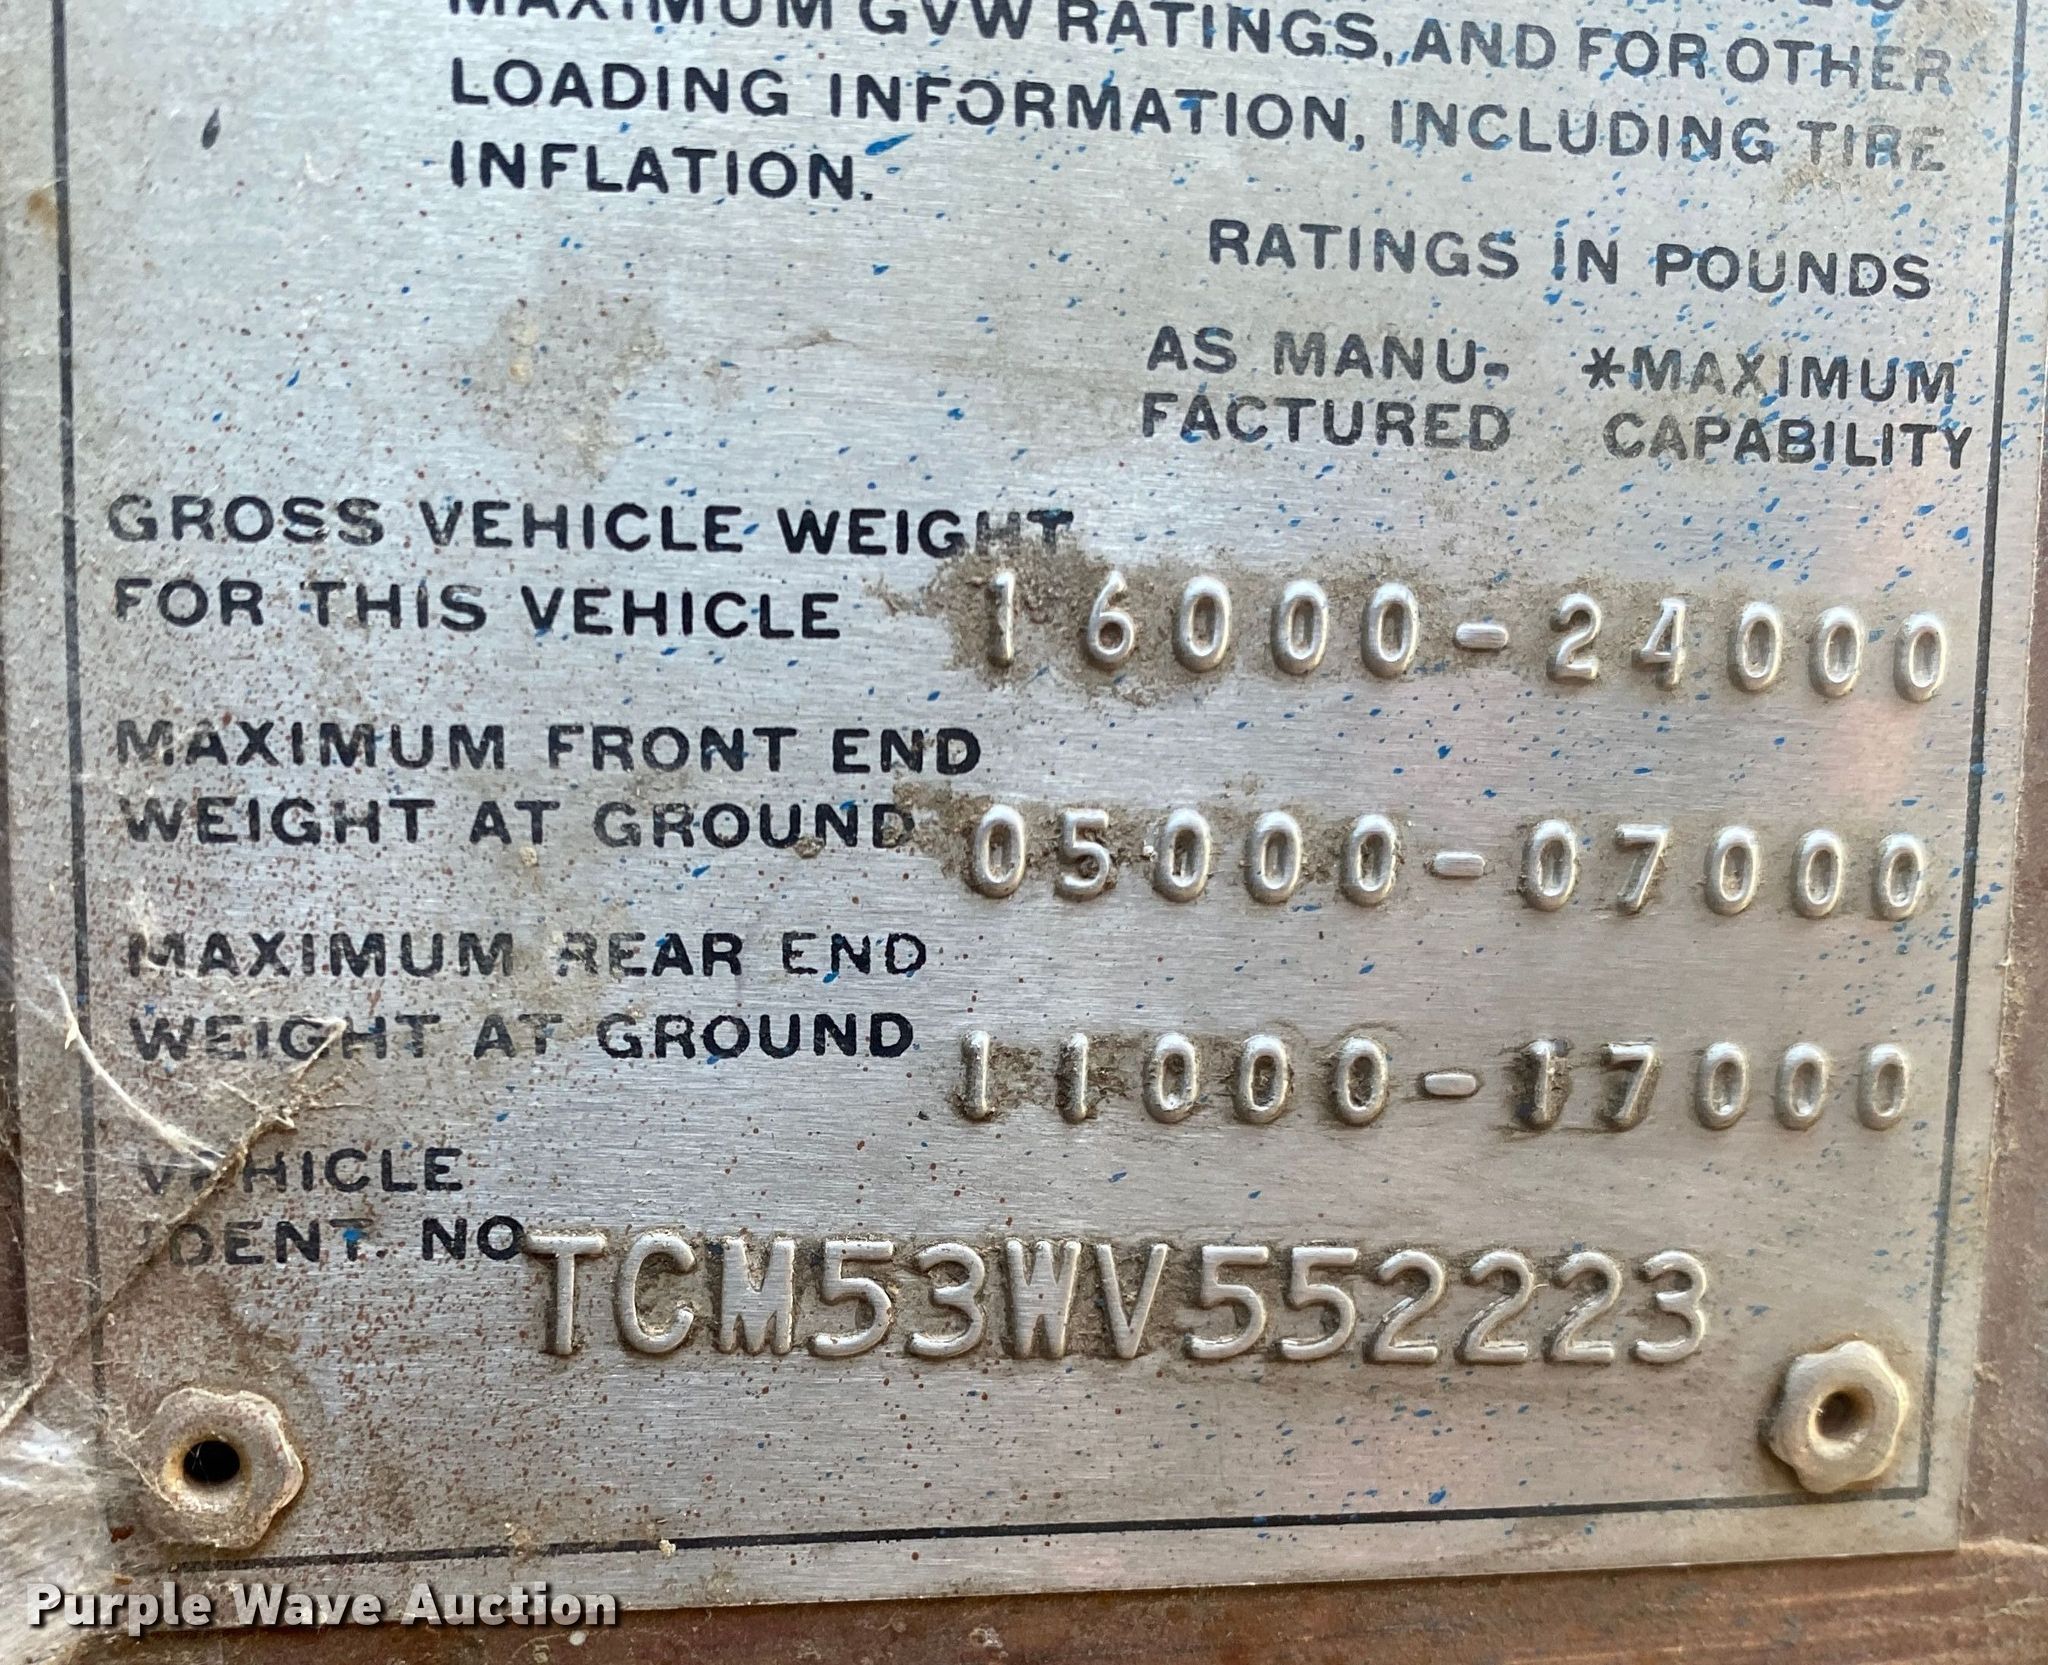 MAXIMUM GVW RATINGS, AND FOR OTHER
LOADING INFORMATION, INCLUDING TIRE
INFLATION.
RATINGS IN POUNDS
AS MANU- *MAXIMUM
FACTURED CAPABILITY
GROSS VEHICLE WEIGHT
FOR THIS VEHICLE 16000-24000
MAXIMUM FRONT END
WEIGHT AT GROUND 05000-07000
MAXIMUM REAR END
WEIGHT AT GROUND 11000-17000
VEHICLE
IDENT. NO. TCM53WV552223
Purple Wave Auction